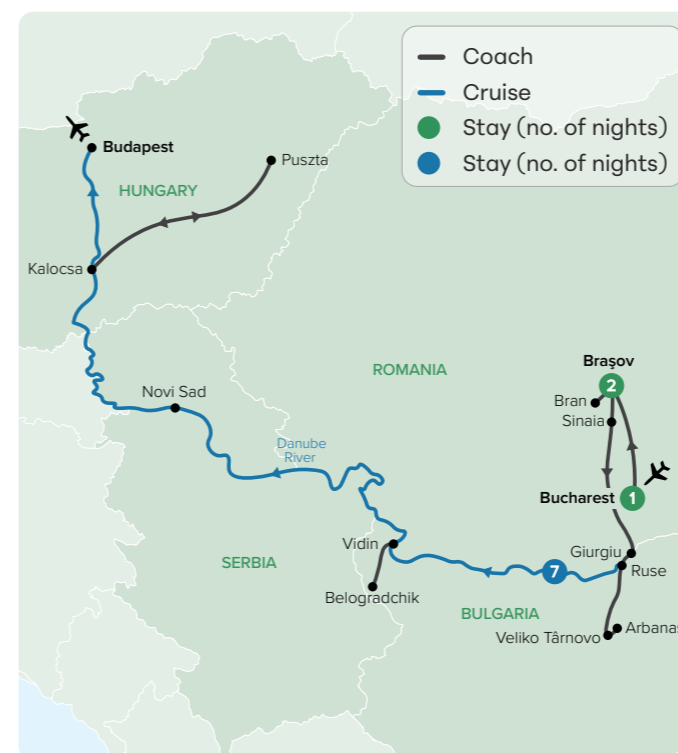 Coach
Cruise
Stay (no. of nights)
Stay (no. of nights)
Budapest
Puszta
HUNGARY
Kalocsa
Braşov
ROMANIA
2
Bran
Novi Sad
Sinaia
Danube
River
Bucharest
1
Vidin
Giurgiu
SERBIA
7
Ruse
Belogradchik
BULGARIA
Arbanas
Veliko Târnovo